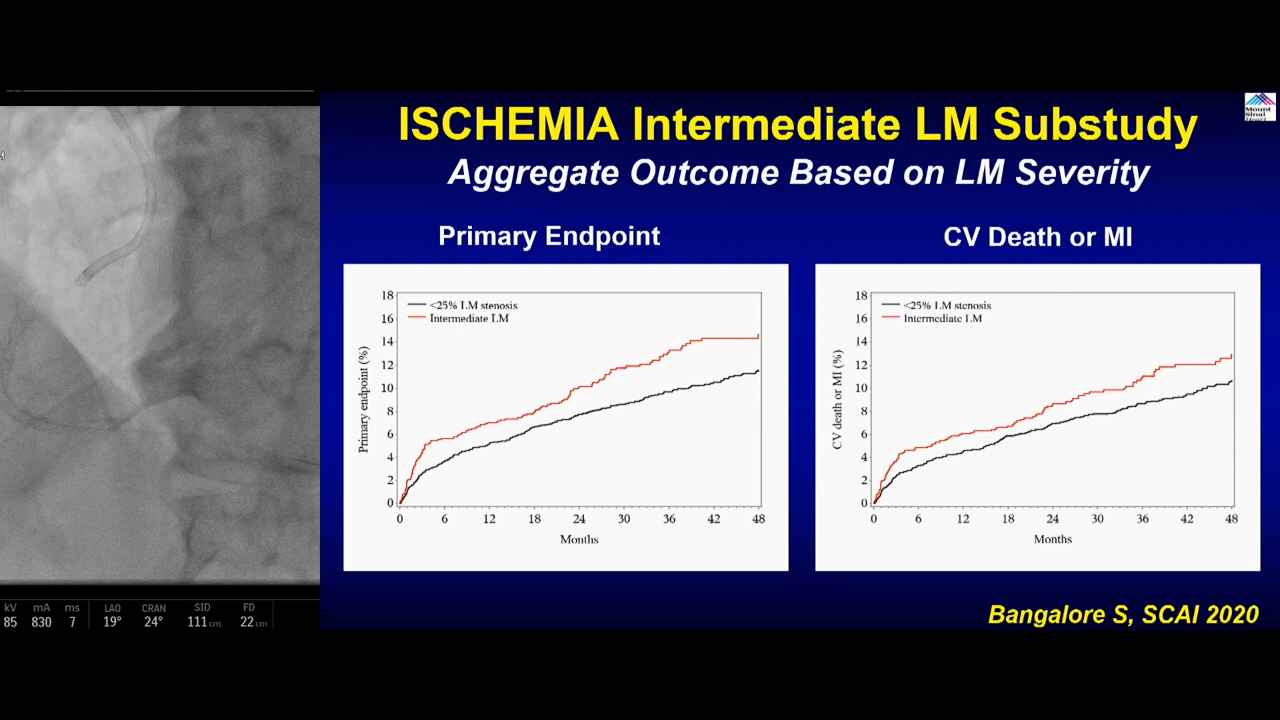 ISCHEMIA Intermediate LM Substudy
Aggregate Outcome Based on LM Severity
Mount
Sinai
Heart
M
Primary Endpoint
18
16
14
12
10
8
6
4
2
0
<25% LM stenosis
Intermediate LM
Primary endpoint (%)
0 6 12 18 24 30 36 42 48
Months
CV Death or MI
18
16
14
12
10
8
6
4
2
0
<25% LM stenosis
Intermediate LM
CV death or MI (%)
0 6 12 18 24 30 36 42 48
Months
kV mA ms LAO CRAN SID FD
85 830 7 19° 24° 111 cm 22 cm
Bangalore S, SCAI 2020